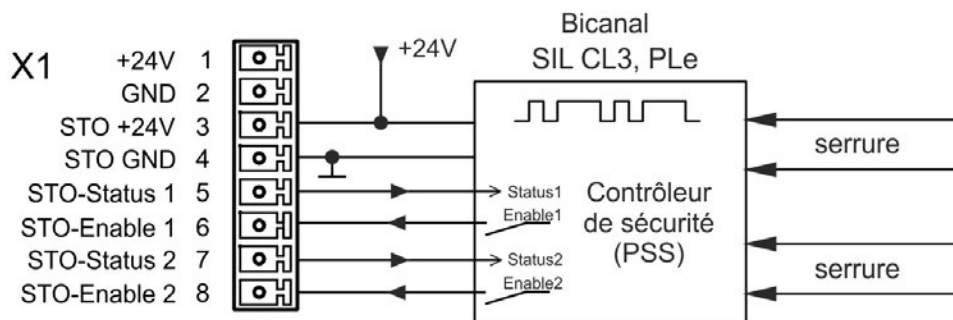 Bicanal
SIL CL3, PLe
+24V
X1
+24V 1
GND 2
STO +24V 3
STO GND 4
STO-Status 1 5
STO-Enable 1 6
STO-Status 2 7
STO-Enable 2 8
Status1
Enable1
Status2
Enable2
Contrôleur
de sécurité
(PSS)
serrure
serrure